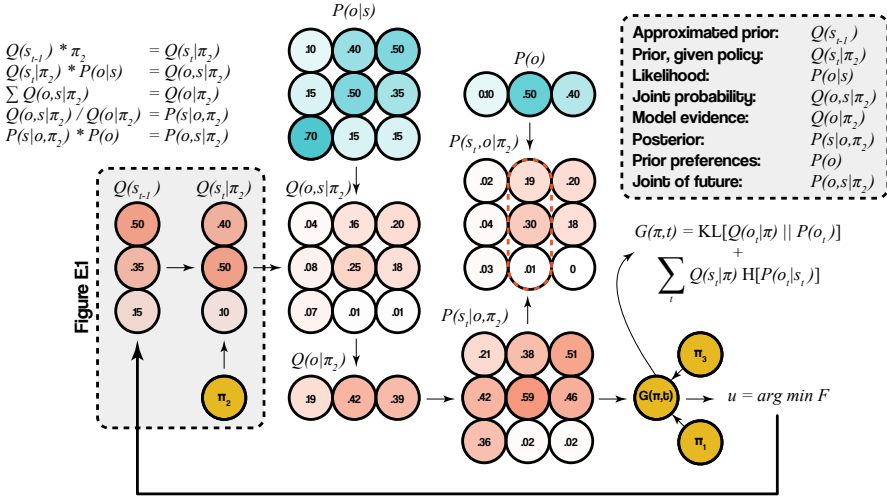 Q(s_{t-1}) * π_2 = Q(s_t|π_2)
Q(s_t|π_2) * P(o|s) = Q(o,s|π_2)
∑ Q(o,s|π_2) = Q(o|π_2)
Q(o,s|π_2) / Q(o|π_2) = P(s|o,π_2)
P(s|o,π_2) * P(o) = P(o,s|π_2)
P(o|s)
.10 .40 .50
.15 .50 .35
.70 .15 .15
P(o)
0.10 .50 .40
Approximated prior: Q(s_{t-1})
Prior, given policy: Q(s_t|π_2)
Likelihood: P(o|s)
Joint probability: Q(o,s|π_2)
Model evidence: Q(o|π_2)
Posterior: P(s|o,π_2)
Prior preferences: P(o)
Joint of future: P(o,s|π_2)
Figure E.1
Q(s_{t-1})
.50
.35
.15
Q(s_t|π_2)
.40
.50
.10
π_2
Q(o,s|π_2)
.04 .16 .20
.08 .25 .18
.07 .01 .01
Q(o|π_2)
.19 .42 .39
P(s_t,o|π_2)
.02 .19 .20
.04 .30 .18
.03 .01 0
P(s_t|o,π_2)
.21 .38 .51
.42 .59 .46
.36 .02 .02
G(π,t) = KL[Q(o_t|π) || P(o_t)]
+
∑_t Q(s_t|π) H[P(o_t|s_t)]
π_3
G(π,t)
π_1
u = arg min F